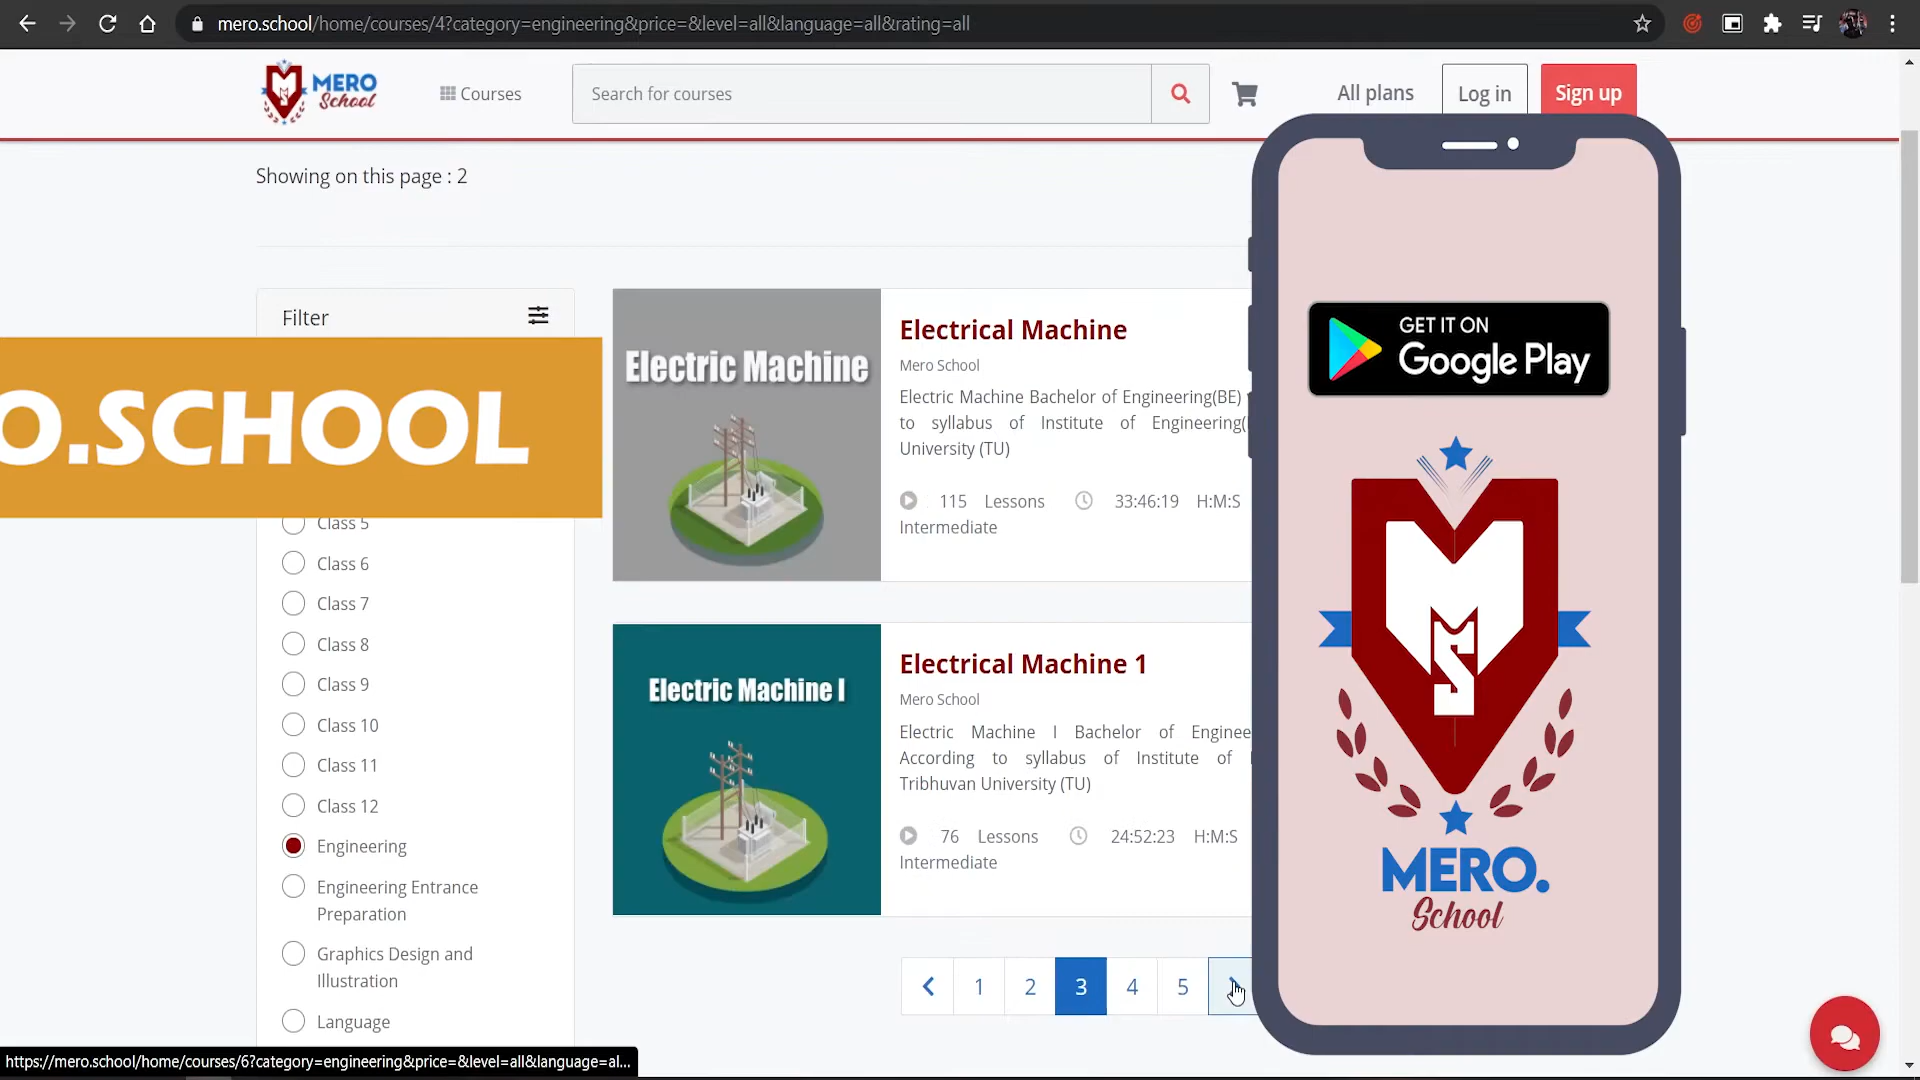 mero.school/home/courses/4?category=engineering&price=&level=all&language=all&rating=all
MERO
School
Courses
Search for courses
All plans
Log in
Sign up
Showing on this page : 2
Filter
O.SCHOOL
Class 5
Class 6
Class 7
Class 8
Class 9
Class 10
Class 11
Class 12
Engineering
Engineering Entrance
Preparation
Graphics Design and
Illustration
Language
Electric Machine
Electrical Machine
Mero School
Electric Machine Bachelor of Engineering(BE)
to syllabus of Institute of Engineering(
University (TU)
115 Lessons 33:46:19 H:M:S
Intermediate
Electric Machine I
Electrical Machine 1
Mero School
Electric Machine I Bachelor of Enginee
According to syllabus of Institute of
Tribhuvan University (TU)
76 Lessons 24:52:23 H:M:S
Intermediate
1 2 3 4 5
GET IT ON
Google Play
MS
MERO.
School
https://mero.school/home/courses/6?category=engineering&price=&level=all&language=al...